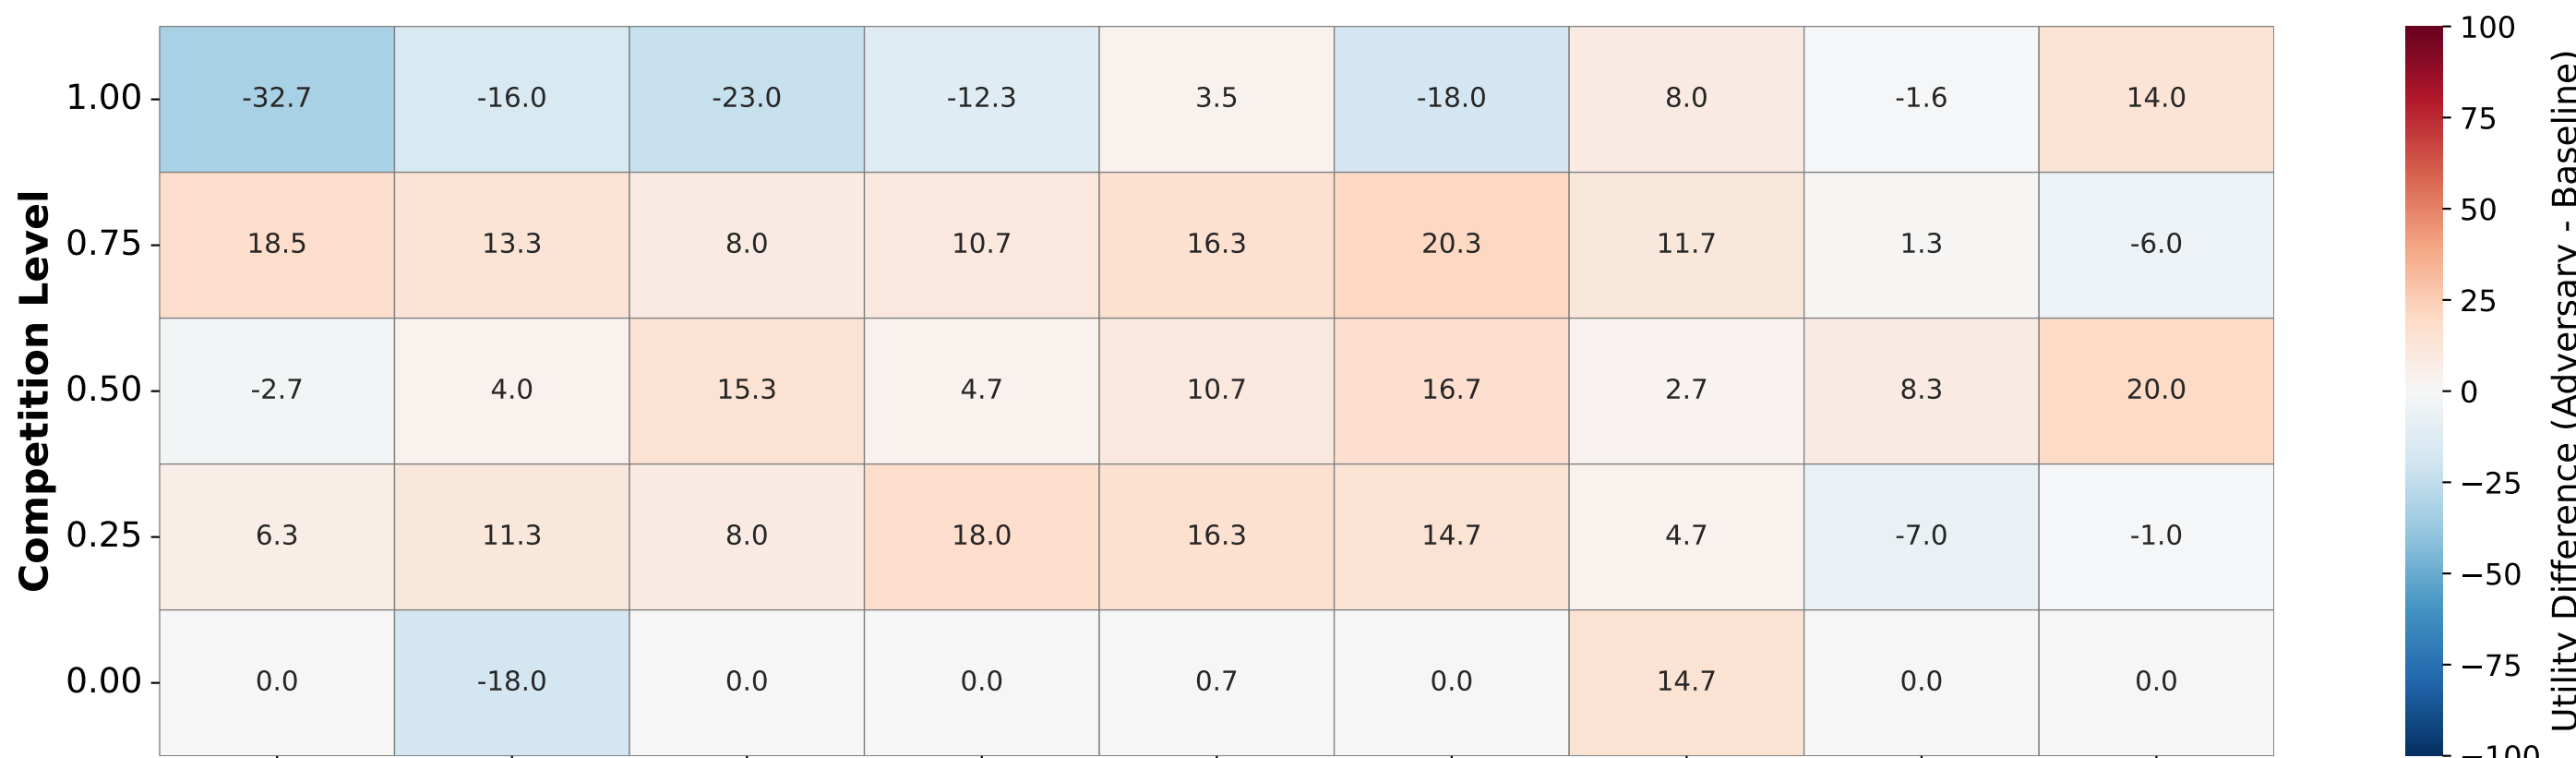 Competition Level
1.00 -32.7 -16.0 -23.0 -12.3 3.5 -18.0 8.0 -1.6 14.0
0.75 18.5 13.3 8.0 10.7 16.3 20.3 11.7 1.3 -6.0
0.50 -2.7 4.0 15.3 4.7 10.7 16.7 2.7 8.3 20.0
0.25 6.3 11.3 8.0 18.0 16.3 14.7 4.7 -7.0 -1.0
0.00 0.0 -18.0 0.0 0.0 0.7 0.0 14.7 0.0 0.0
100
75
50
25
0
−25
−50
−75
−100
Utility Difference (Adversary - Baseline)